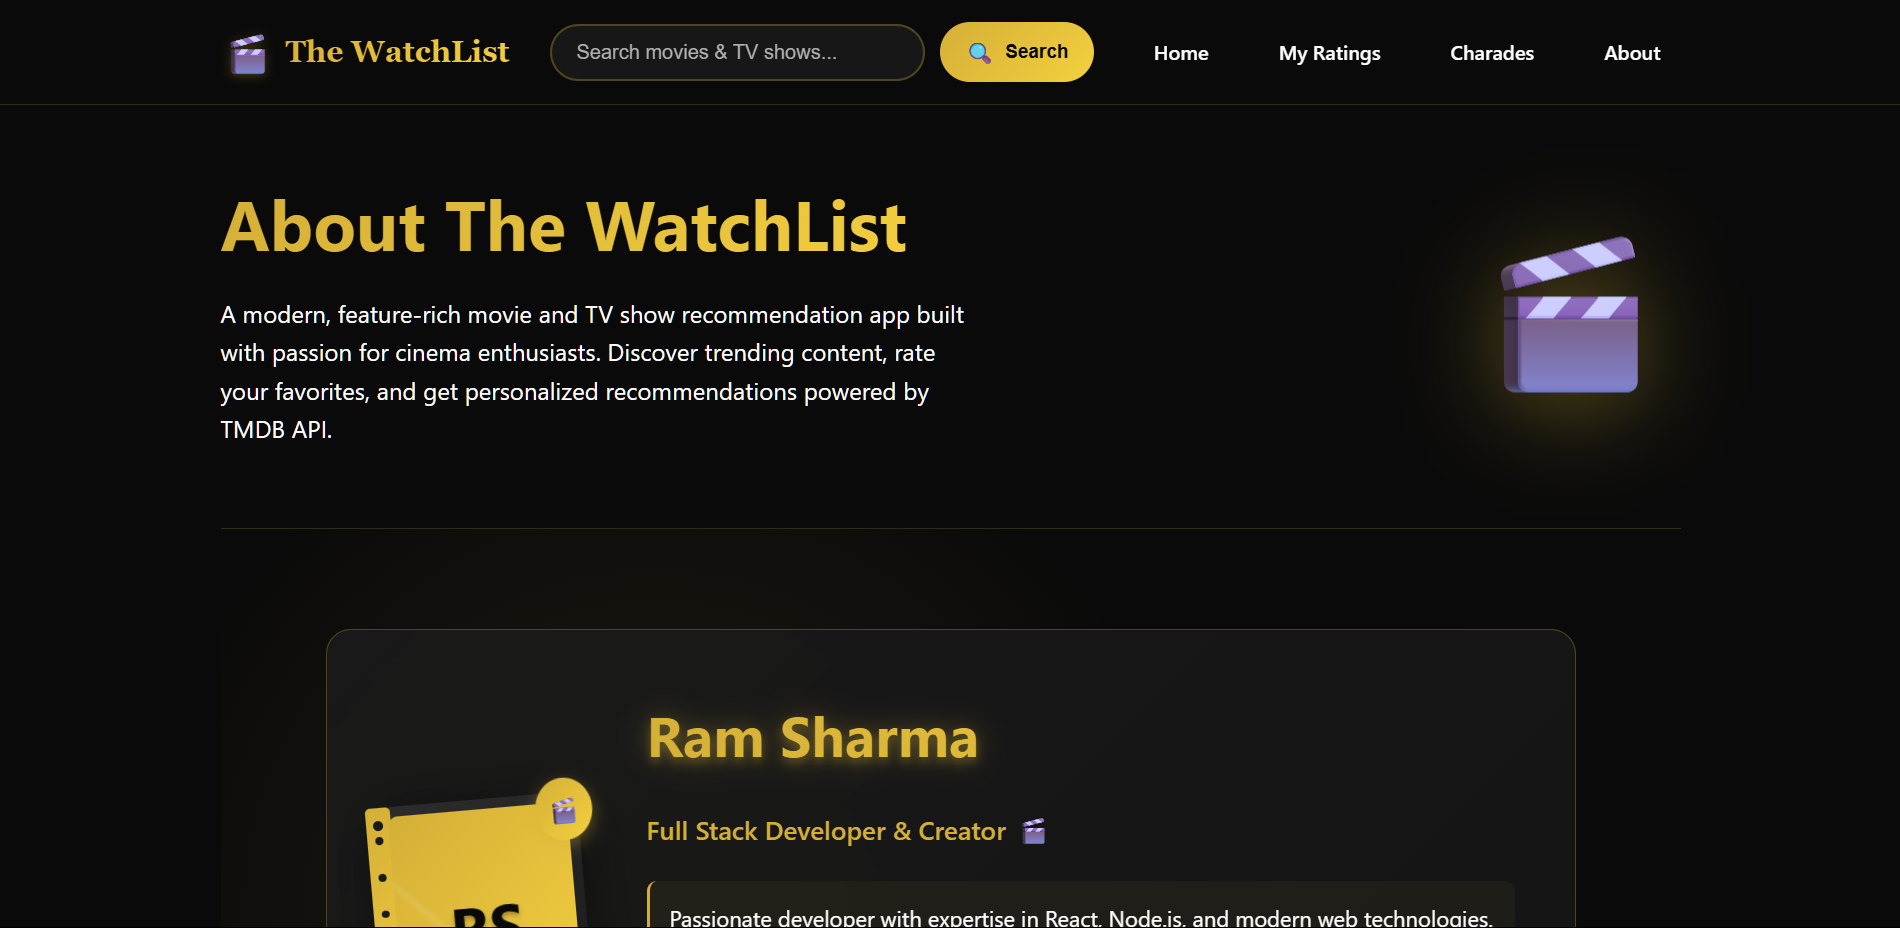 The WatchList
Search movies & TV shows...
Search
Home
My Ratings
Charades
About
About The WatchList
A modern, feature-rich movie and TV show recommendation app built
with passion for cinema enthusiasts. Discover trending content, rate
your favorites, and get personalized recommendations powered by
TMDB API.
Ram Sharma
Full Stack Developer & Creator
RS
Passionate developer with expertise in React, Node.js, and modern web technologies.